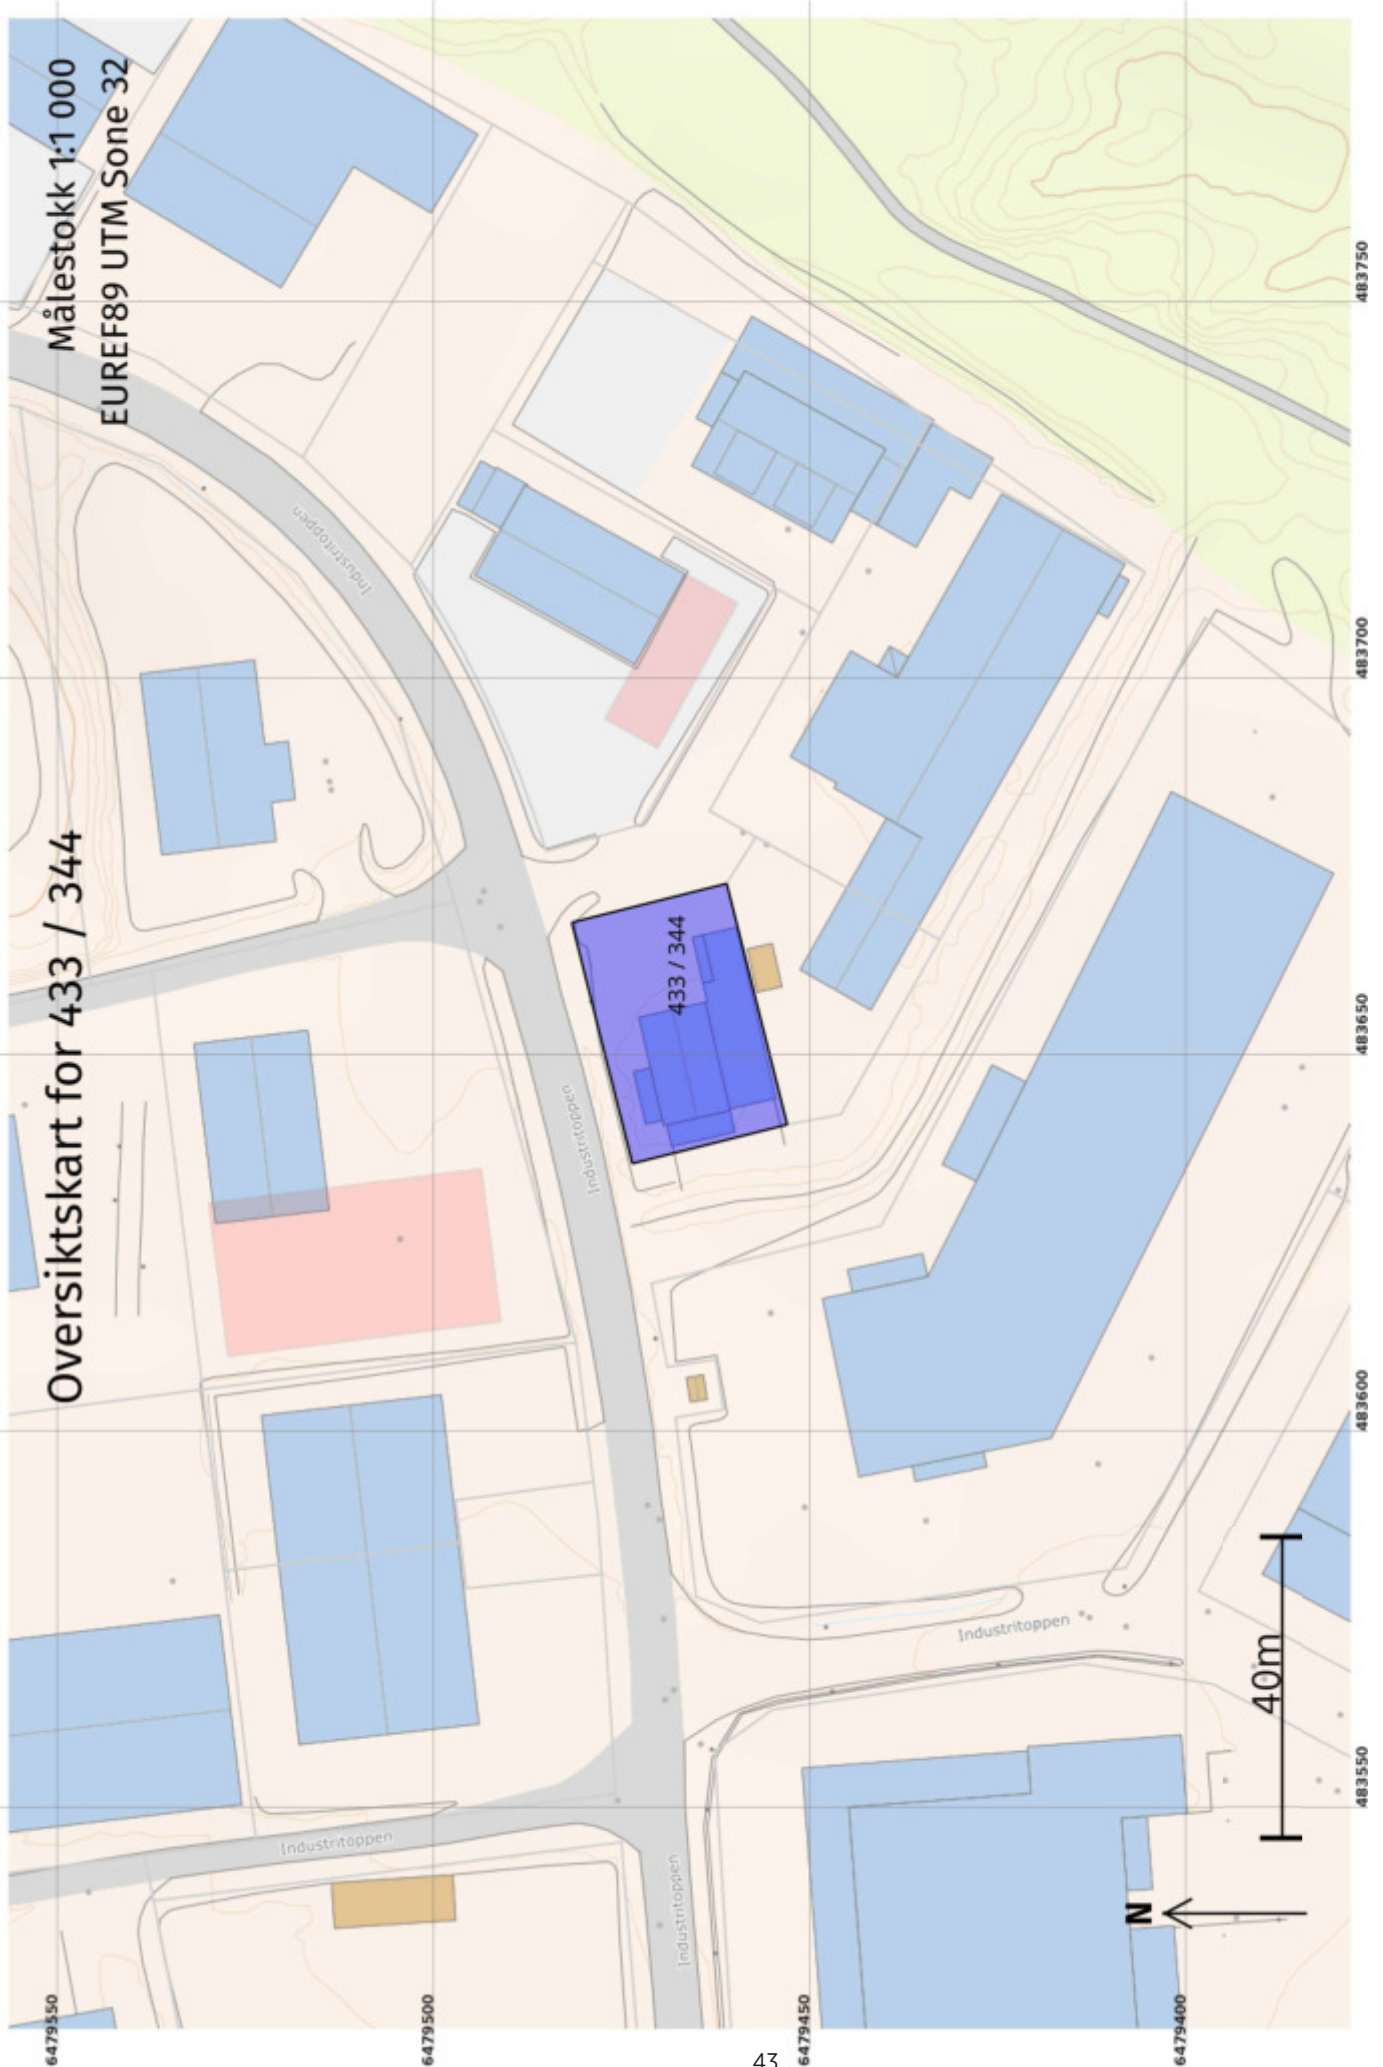 Oversiktskart for 433 / 344
Målestokk 1:1 000
EUREF89 UTM Sone 32
6479550
6479500
6479450
6479400
483550
483600
483650
483700
483750
Industritoppen
Industritoppen
Industritoppen
Industritoppen
Industritoppen
433 / 344
N
40m
43